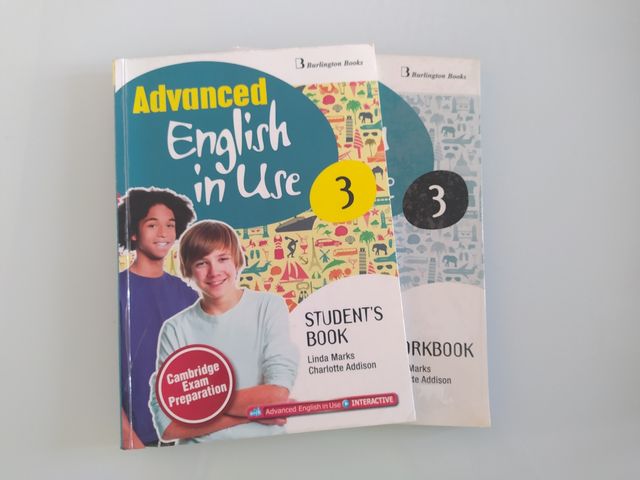 Burlington Books
Advanced
English
in Use
3
STUDENT'S
BOOK
Linda Marks
Charlotte Addison
Cambridge
Exam
Preparation
Advanced English in Use INTERACTIVE
Burlington Books
3
ORKBOOK
Marks
tte Addison